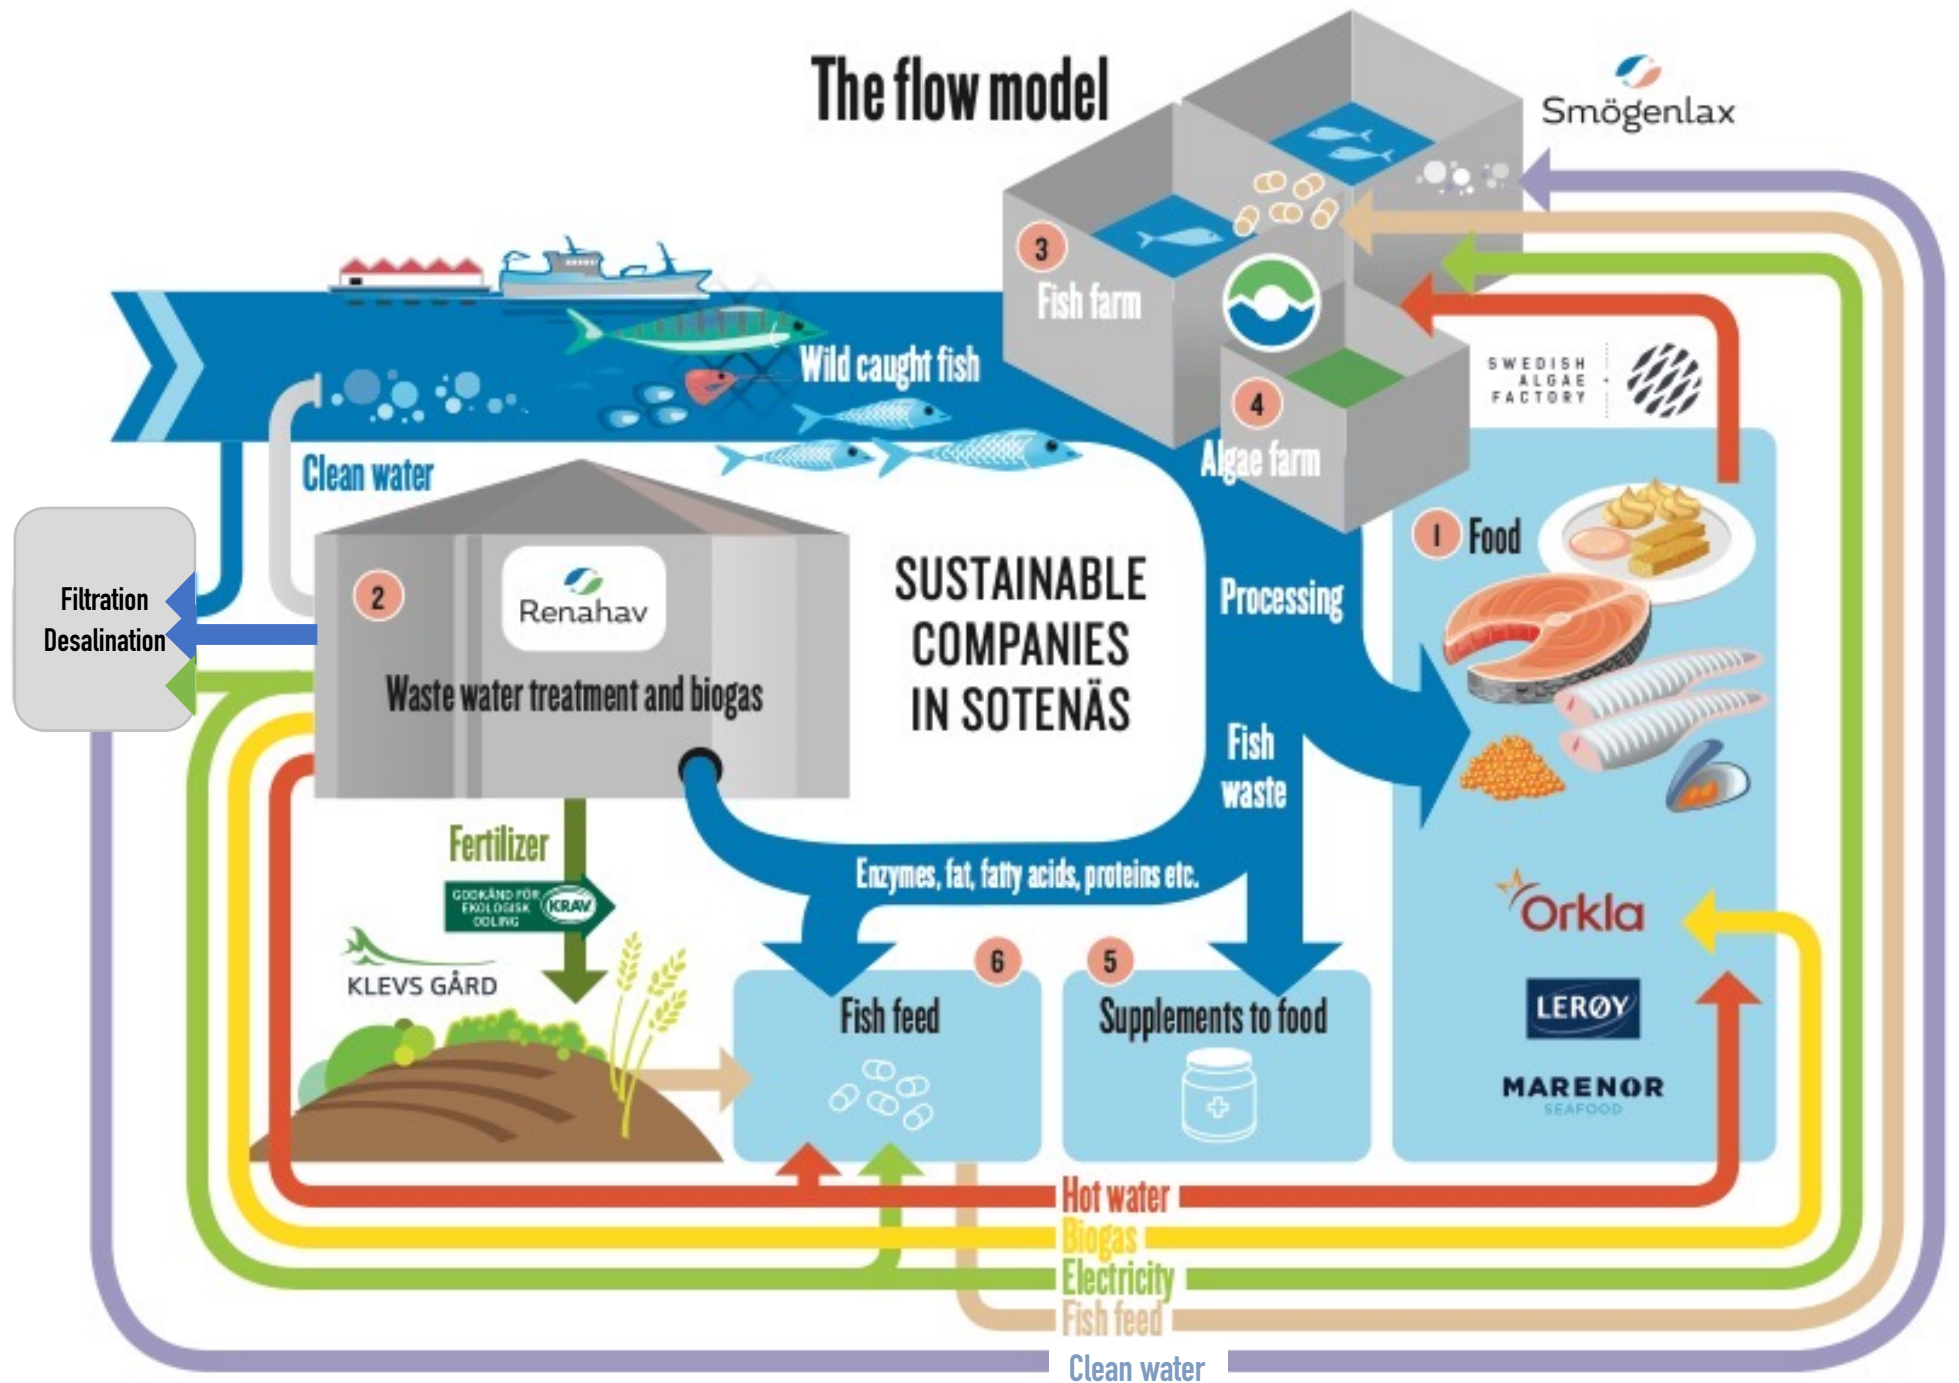 The flow model
Smögenlax
3
Fish farm
Wild caught fish
SWEDISH
ALGAE
FACTORY
4
Algae farm
Clean water
1
Food
Filtration
Desalination
2
Renahav
Waste water treatment and biogas
SUSTAINABLE
COMPANIES
IN SOTENÄS
Processing
Fish
waste
Fertilizer
GODKÄND FÖR
EKOLOGISK
ODLING
KRAV
Enzymes, fat, fatty acids, proteins etc.
Orkla
KLEVS GÅRD
6
5
Fish feed
Supplements to food
LERØY
MARENOR
SEAFOOD
Hot water
Biogas
Electricity
Fish feed
Clean water